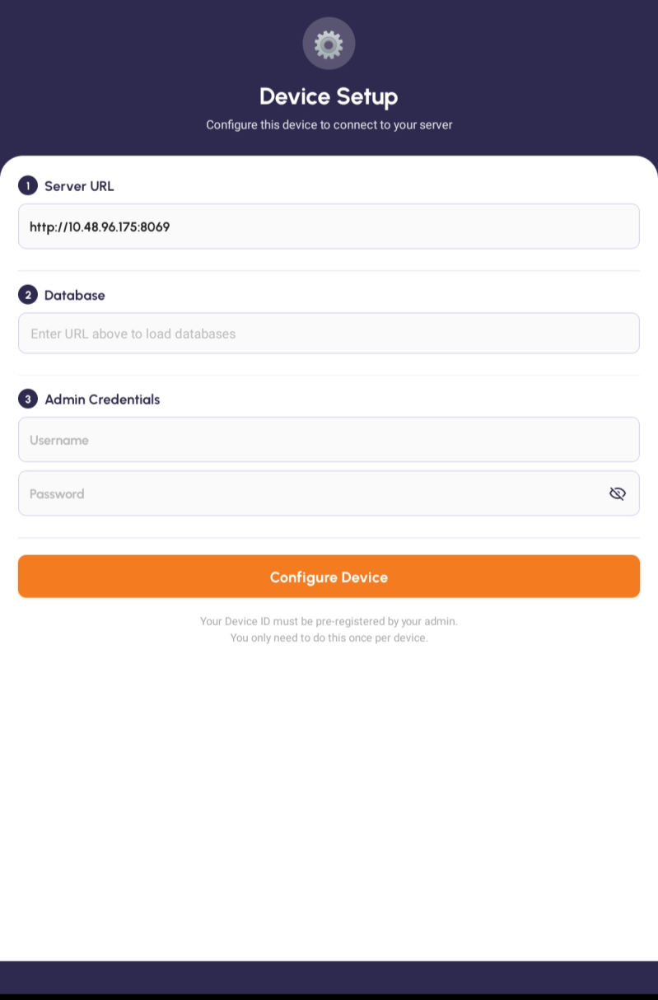 Device Setup
Configure this device to connect to your server
1 Server URL
http://10.48.96.175:8069
2 Database
Enter URL above to load databases
3 Admin Credentials
Username
Password
Configure Device
Your Device ID must be pre-registered by your admin.
You only need to do this once per device.